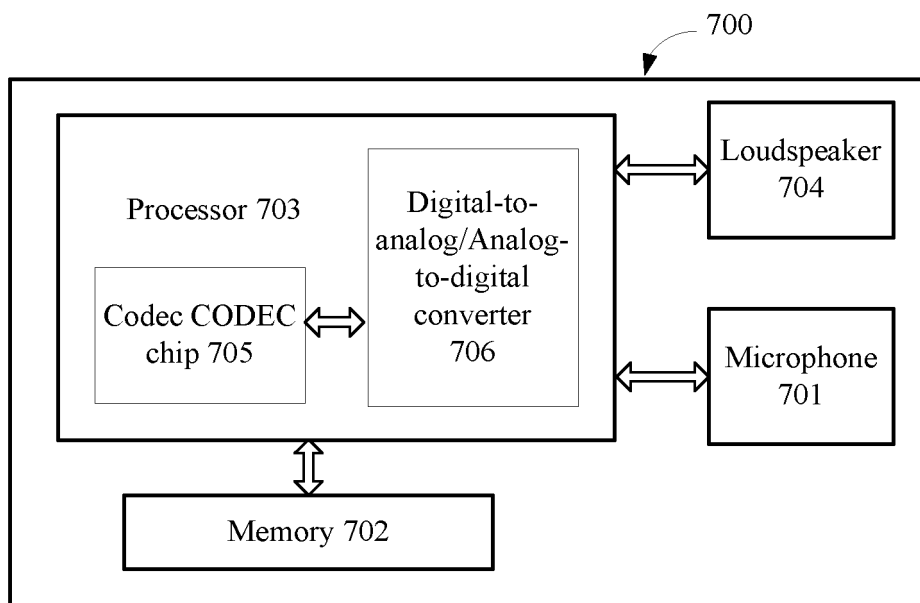 700
Loudspeaker
704
Processor 703
Digital-to-
analog/Analog-
to-digital
converter
706
Codec CODEC
chip 705
Microphone
701
Memory 702